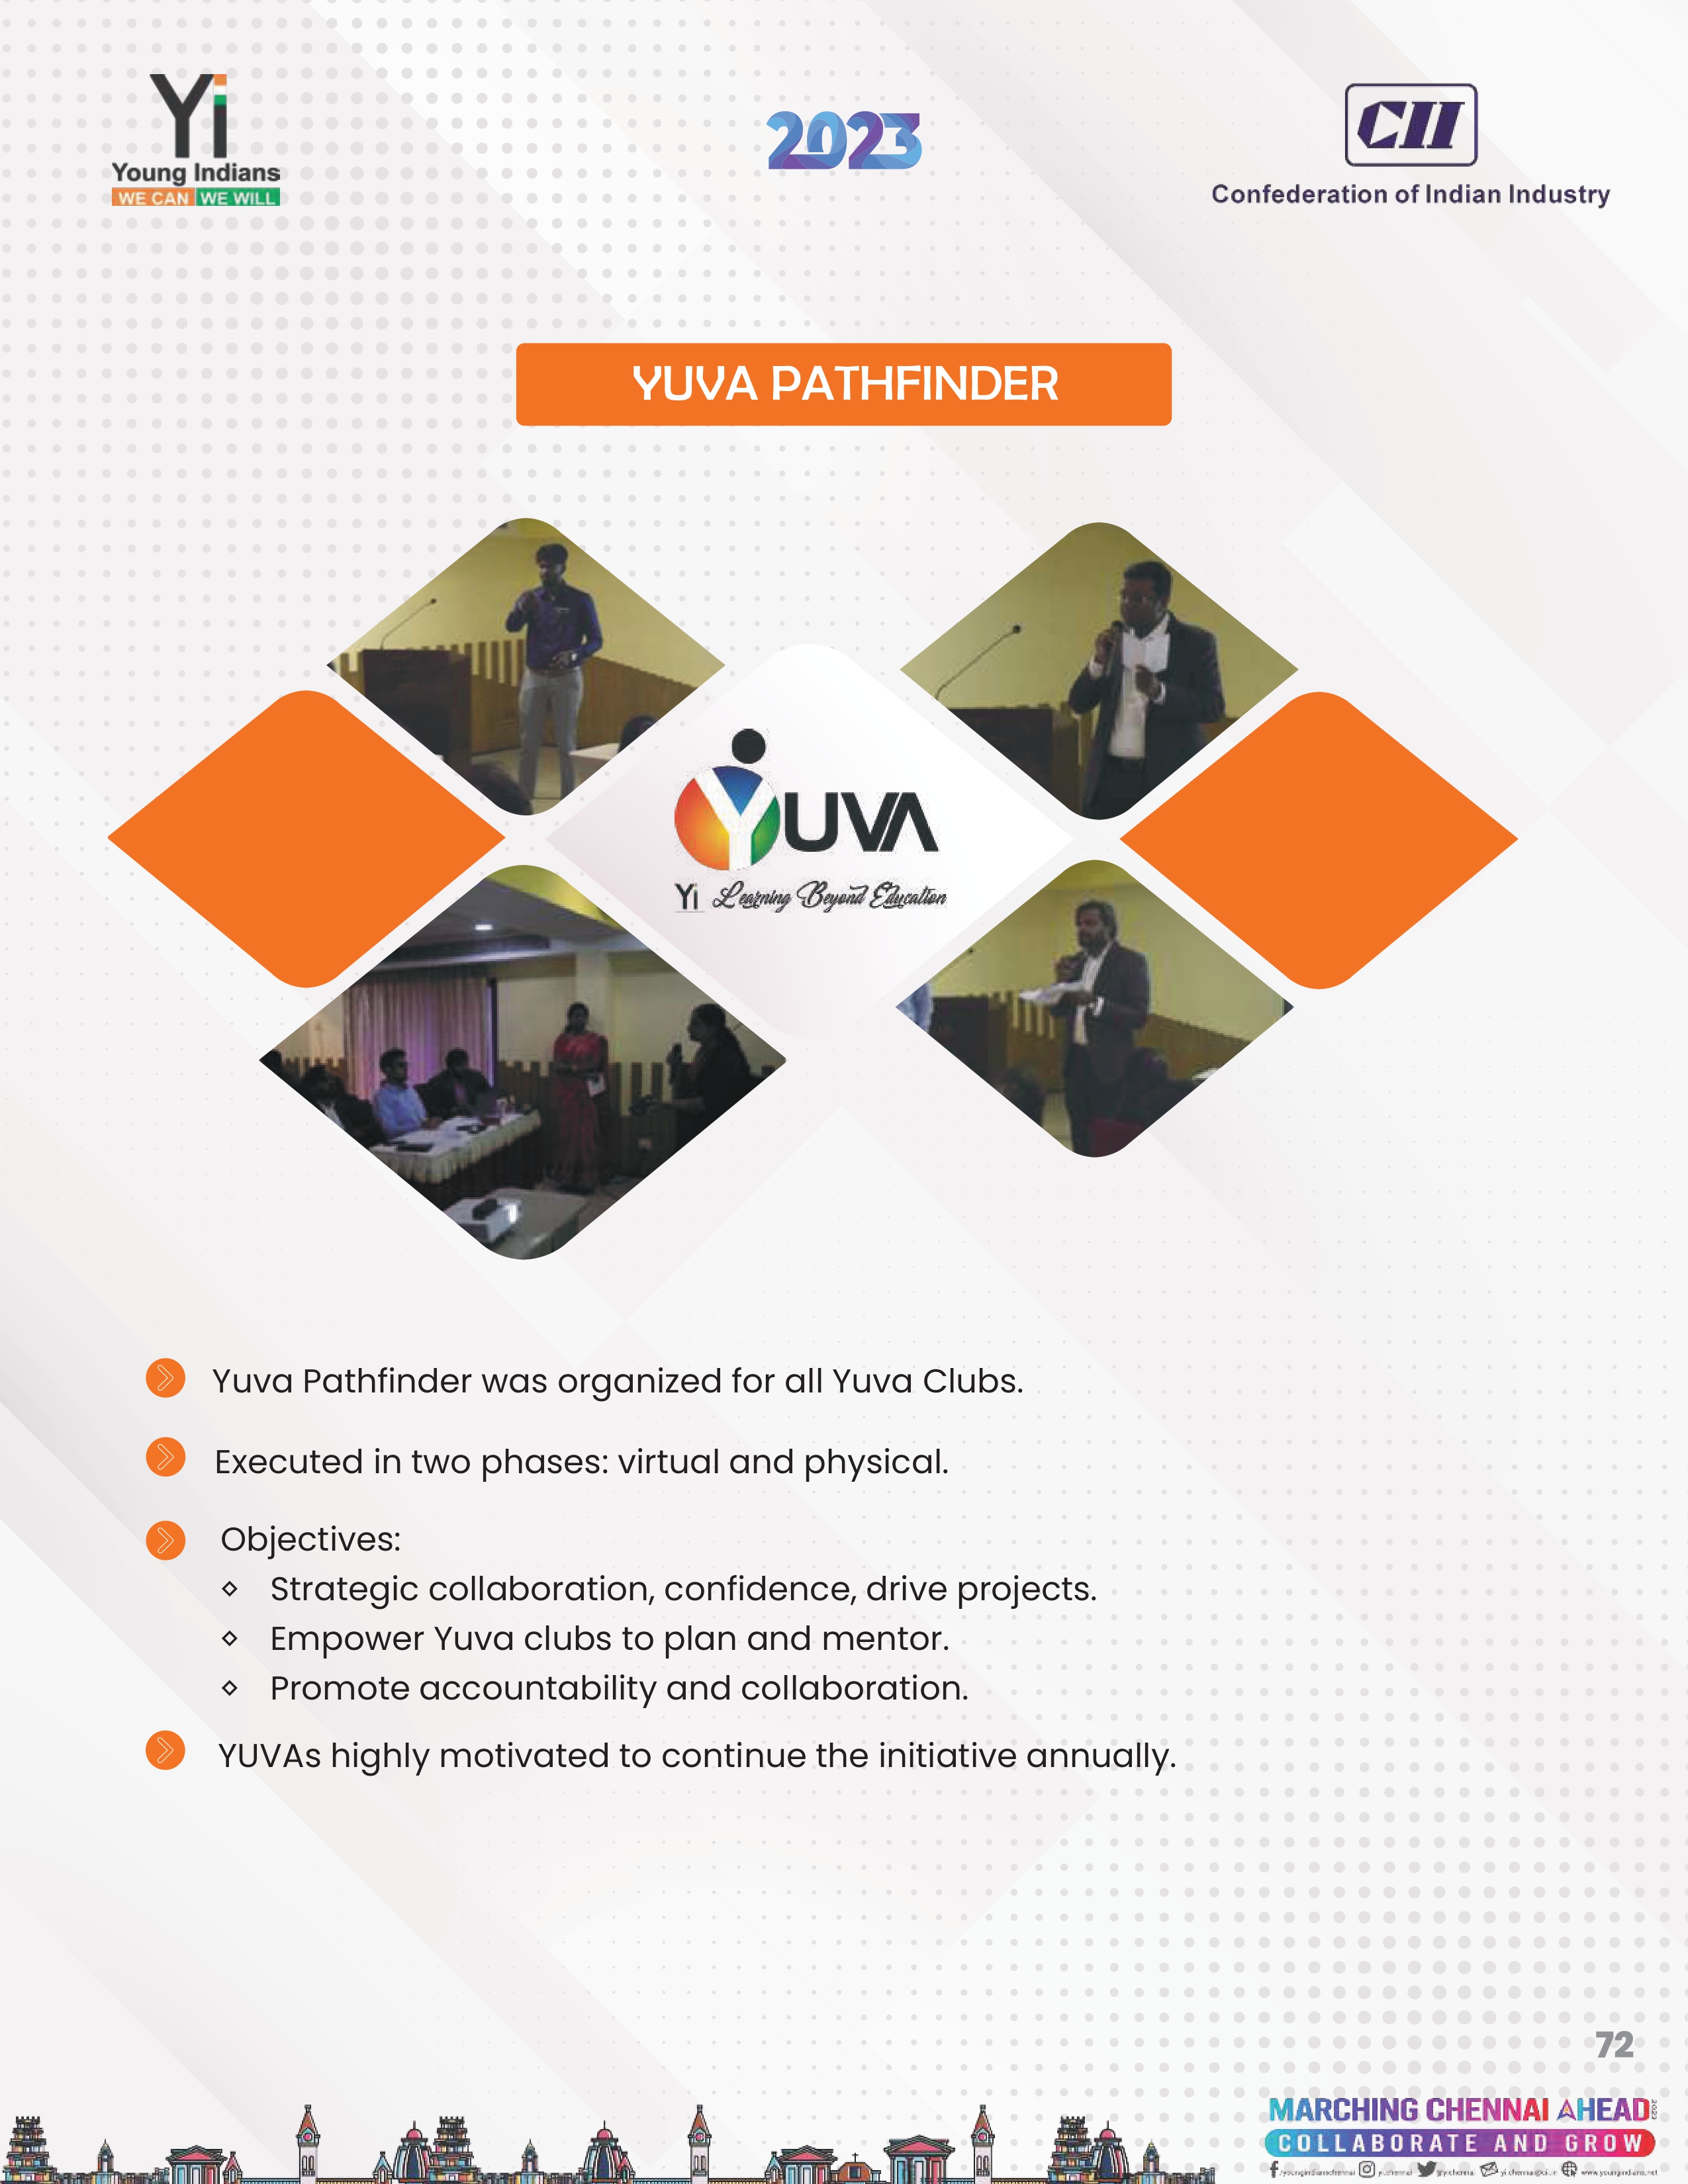 Yi
Young Indians
WE CAN WE WILL
2023
CII
Confederation of Indian Industry
YUVA PATHFINDER
YUVA
Yi Learning Beyond Education
Yuva Pathfinder was organized for all Yuva Clubs.
Executed in two phases: virtual and physical.
Objectives:
Strategic collaboration, confidence, drive projects.
Empower Yuva clubs to plan and mentor.
Promote accountability and collaboration.
YUVAs highly motivated to continue the initiative annually.
72
MARCHING CHENNAI AHEAD 2023
COLLABORATE AND GROW